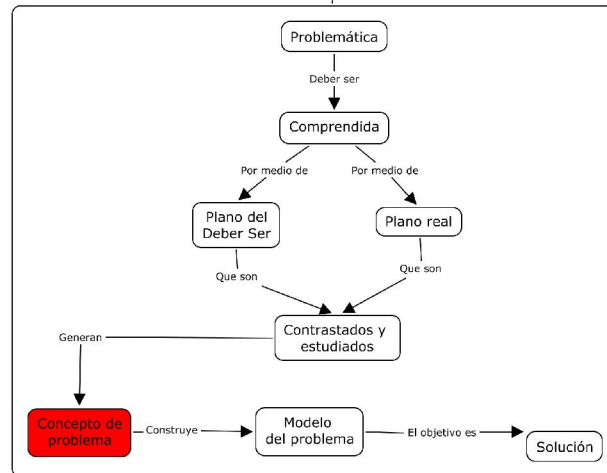 Problemática
Deber ser
Comprendida
Por medio de
Por medio de
Plano del
Deber Ser
Plano real
Que son
Que son
Contrastados y
estudiados
Generan
Concepto de
problema
Construye
Modelo
del problema
El objetivo es
Solución